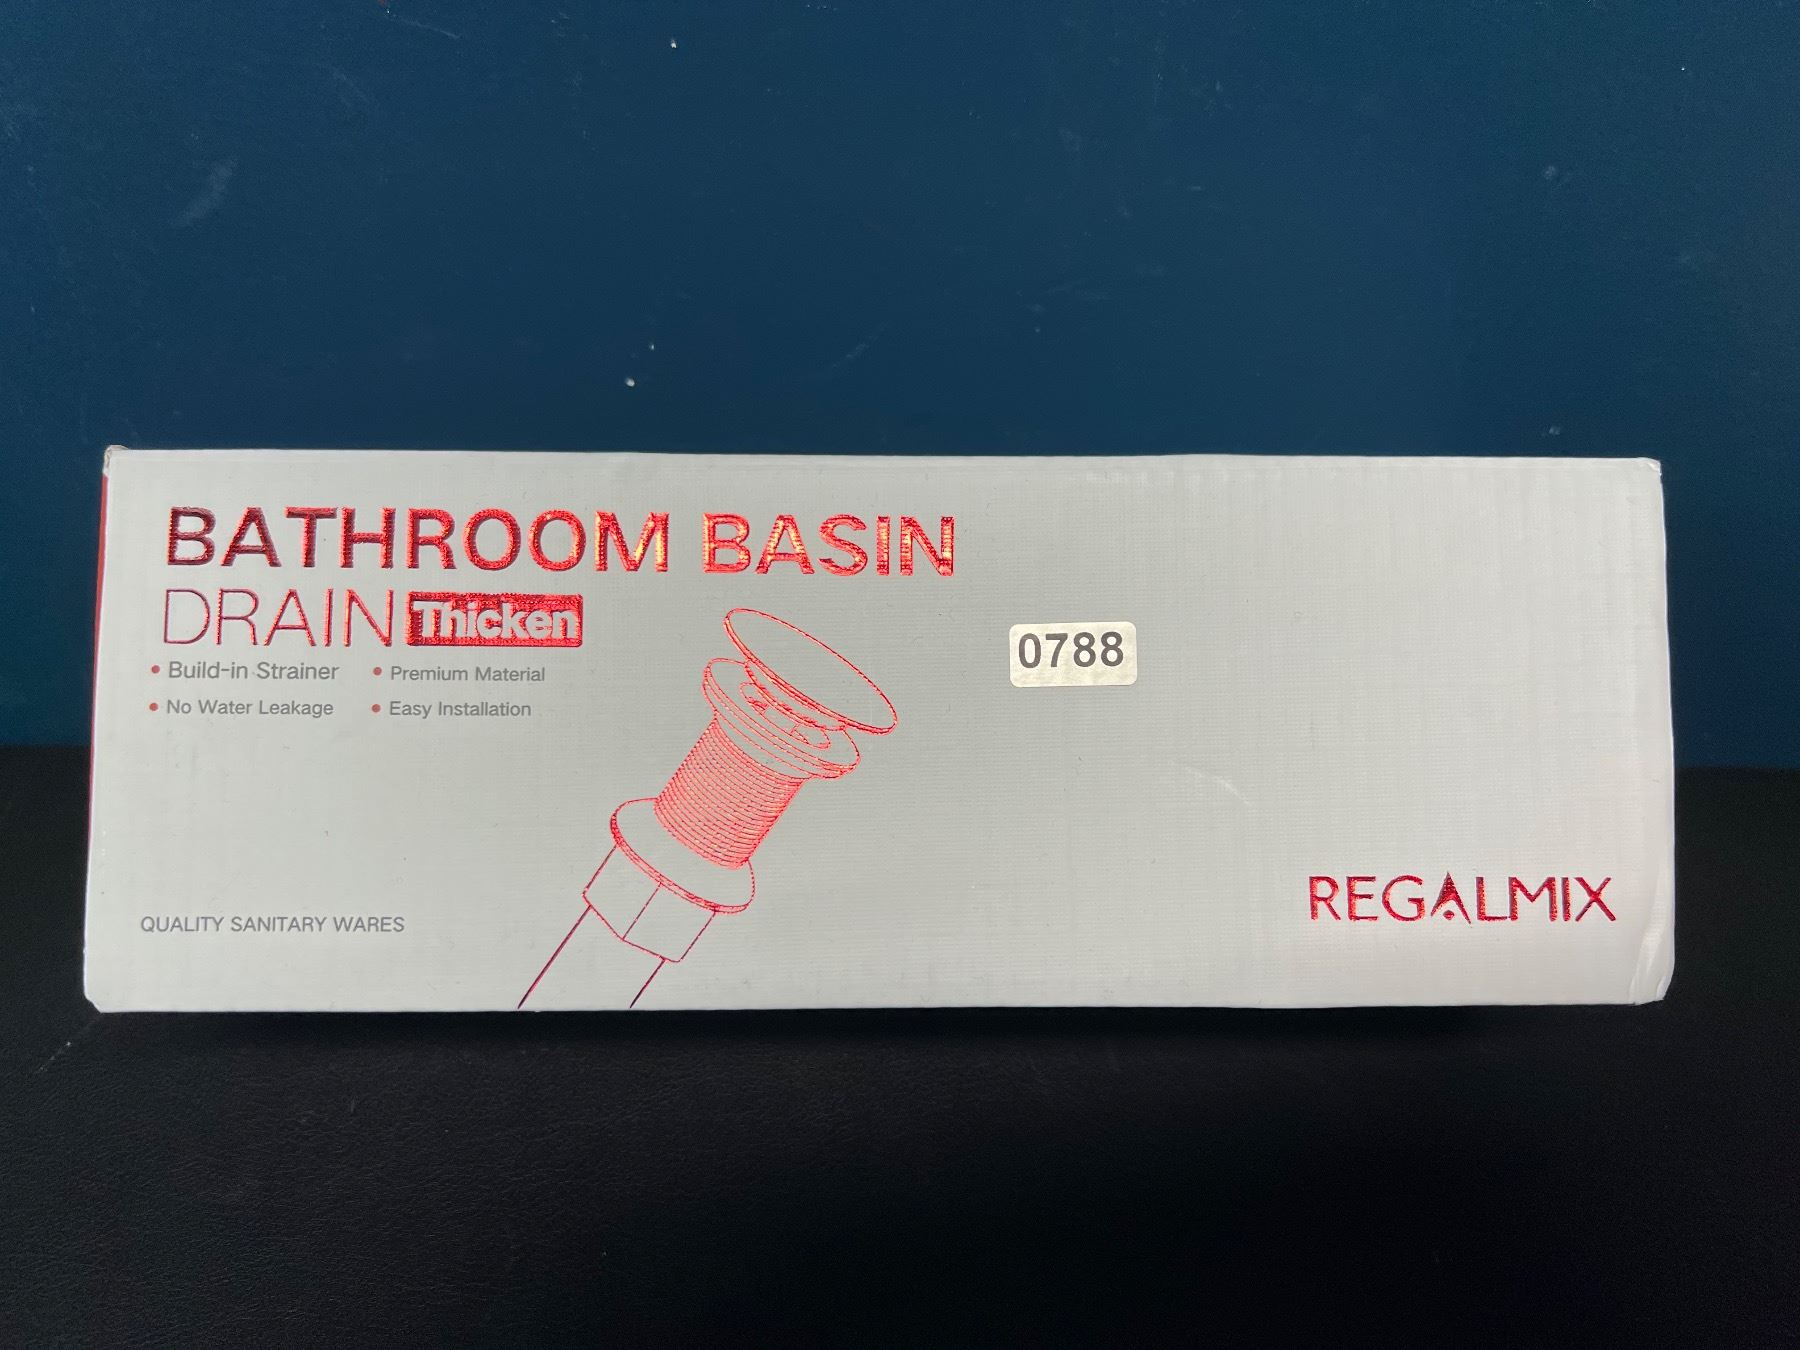 BATHROOM BASIN
DRAIN Thicken
• Build-in Strainer • Premium Material
• No Water Leakage • Easy Installation
0788
QUALITY SANITARY WARES
REGALMIX